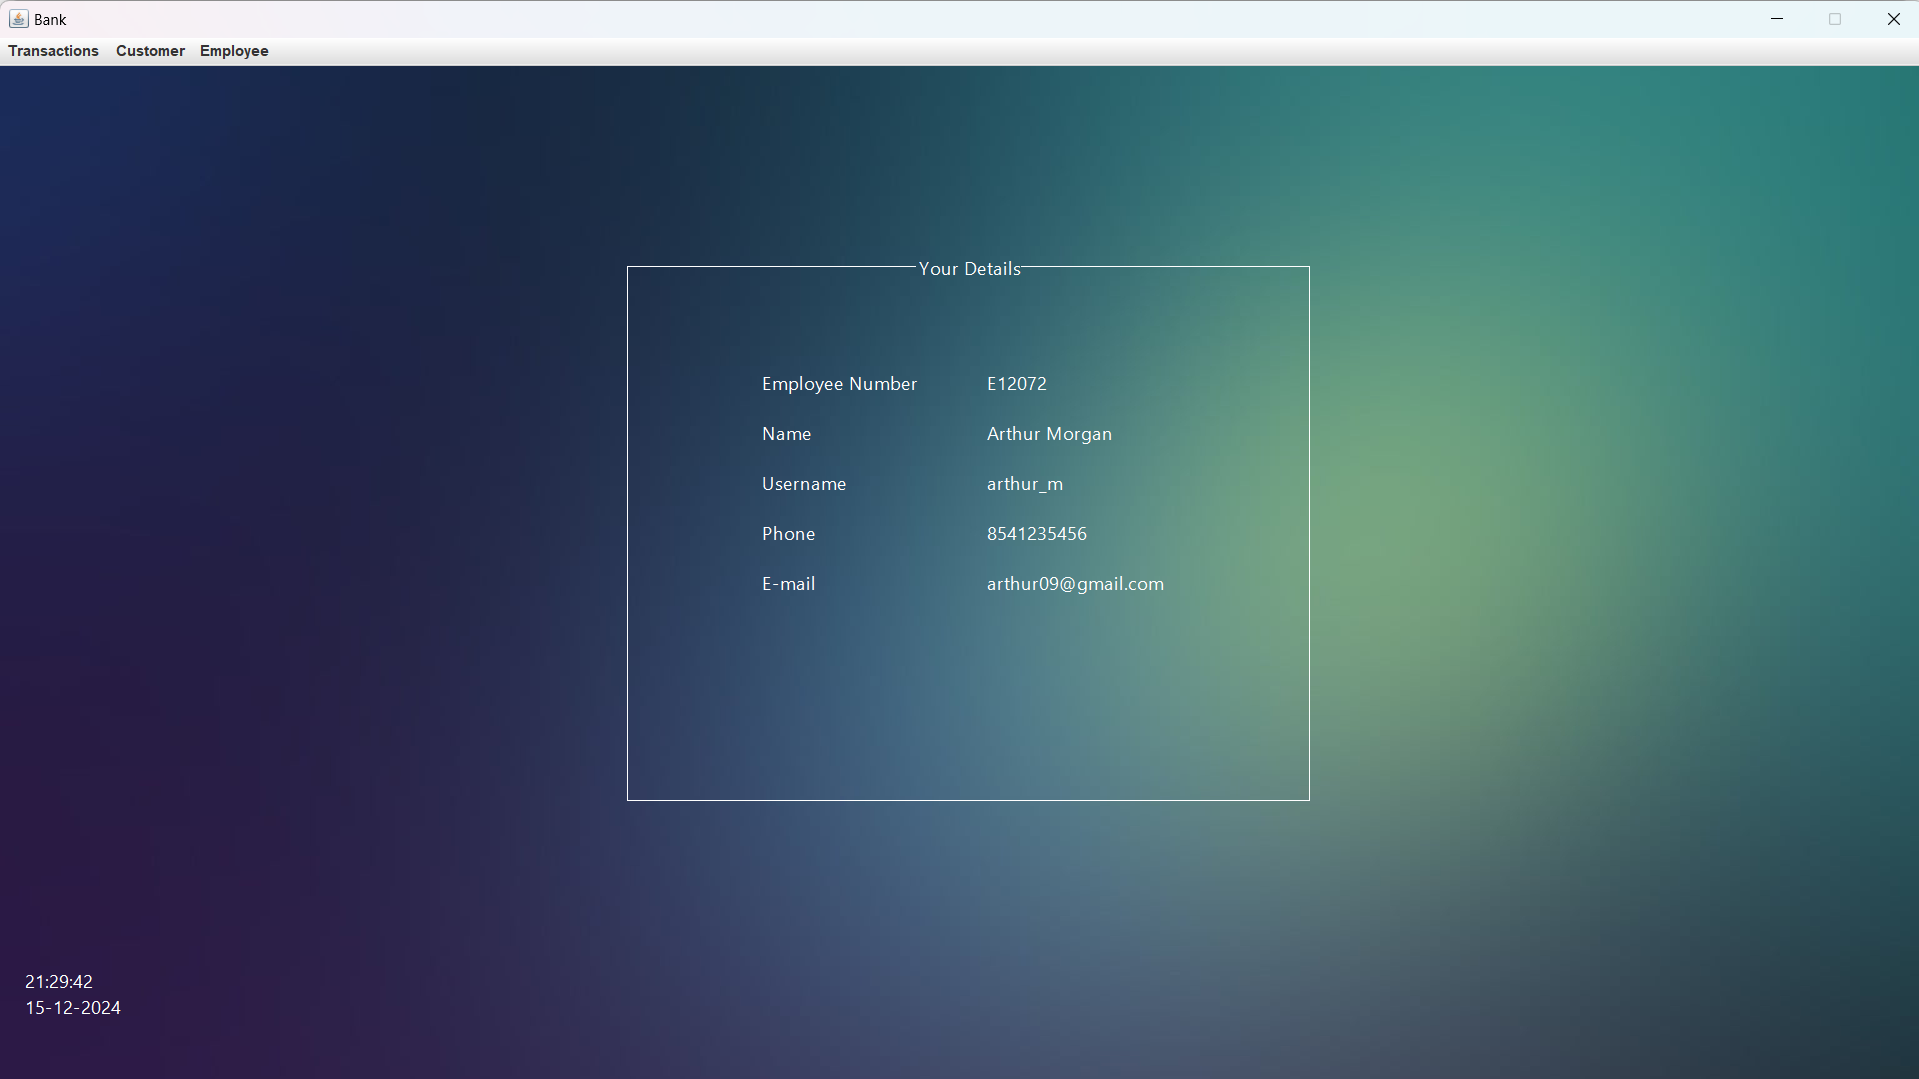 Bank
Transactions Customer Employee
Your Details
Employee Number E12072
Name Arthur Morgan
Username arthur_m
Phone 8541235456
E-mail arthur09@gmail.com
21:29:42
15-12-2024